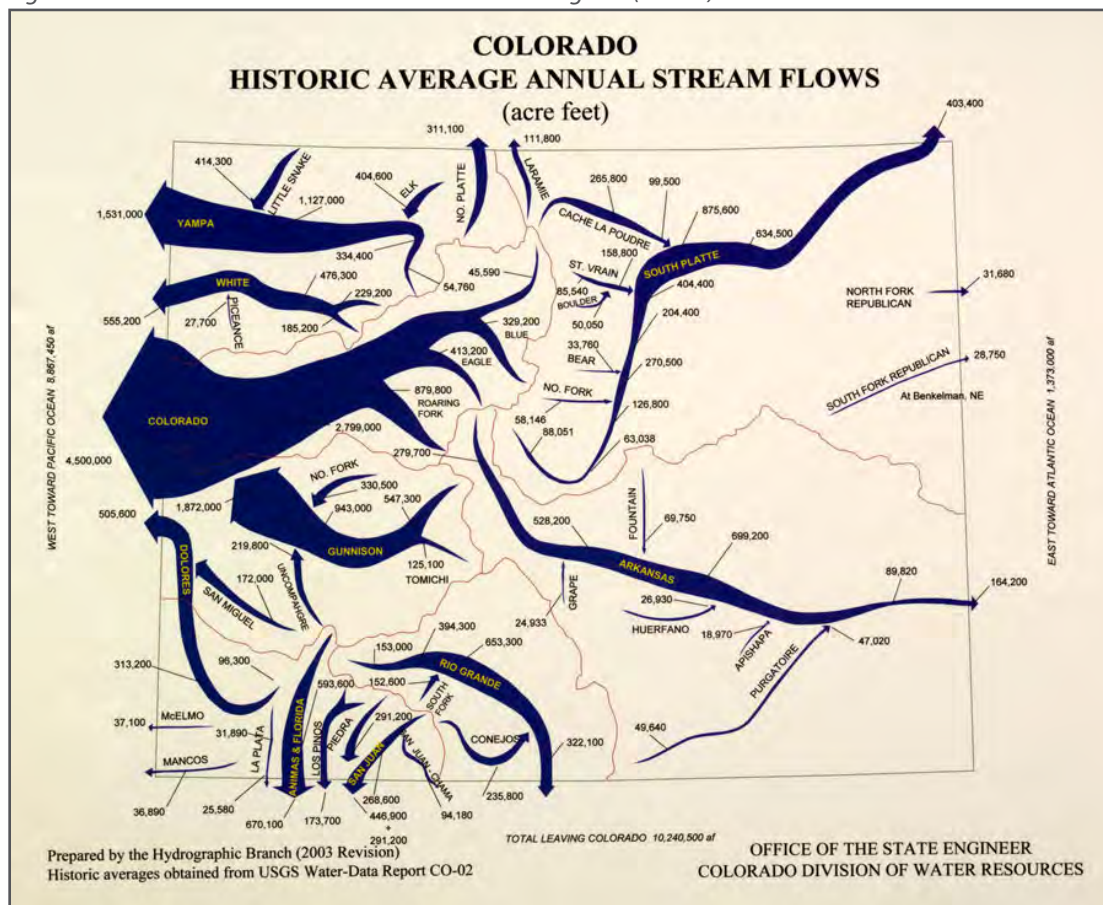 COLORADO
HISTORIC AVERAGE ANNUAL STREAM FLOWS
(acre feet)
403,400
311,100
111,800
414,300
LITTLE SNAKE
404,600
ELK
NO. PLATTE
LARAMIE
265,800
99,500
1,127,000
CACHE LA POUDRE
875,600
1,531,000
YAMPA
634,500
334,400
158,800
SOUTH PLATTE
45,590
ST. VRAIN
476,300
WHITE
54,760
85,540
BOULDER
404,400
31,680
NORTH FORK
REPUBLICAN
229,200
555,200
27,700
PICEANCE
185,200
329,200
BLUE
50,050
204,400
33,760
BEAR
413,200
EAGLE
270,500
28,750
SOUTH FORK REPUBLICAN
At Benkelman, NE
879,800
ROARING
FORK
NO. FORK
126,800
58,146
COLORADO
2,799,000
88,051
63,038
279,700
4,500,000
WEST TOWARD PACIFIC OCEAN 8,867,450 af
EAST TOWARD ATLANTIC OCEAN 1,373,000 af
NO. FORK
330,500
547,300
1,872,000
943,000
FOUNTAIN
69,750
505,600
528,200
699,200
219,800
GUNNISON
125,100
TOMICHI
ARKANSAS
DOLORES
172,000
UNCOMPAHGRE
SAN MIGUEL
GRAPE
26,930
89,820
164,200
24,933
HUERFANO
18,970
APISHAPA
47,020
394,300
653,300
153,000
PURGATOIRE
313,200
96,300
593,600
152,600
RIO GRANDE
SOUTH
FORK
McELMO
37,100
31,890
291,200
CONEJOS
322,100
49,640
LA PLATA
ANIMAS & FLORIDA
LOS PINOS
PIEDRA
SAN JUAN
SAN JUAN - CHAMA
MANCOS
36,890
25,580
670,100
173,700
268,600
446,900
+
291,200
94,180
235,800
TOTAL LEAVING COLORADO 10,240,500 af
Prepared by the Hydrographic Branch (2003 Revision)
Historic averages obtained from USGS Water-Data Report CO-02
OFFICE OF THE STATE ENGINEER
COLORADO DIVISION OF WATER RESOURCES